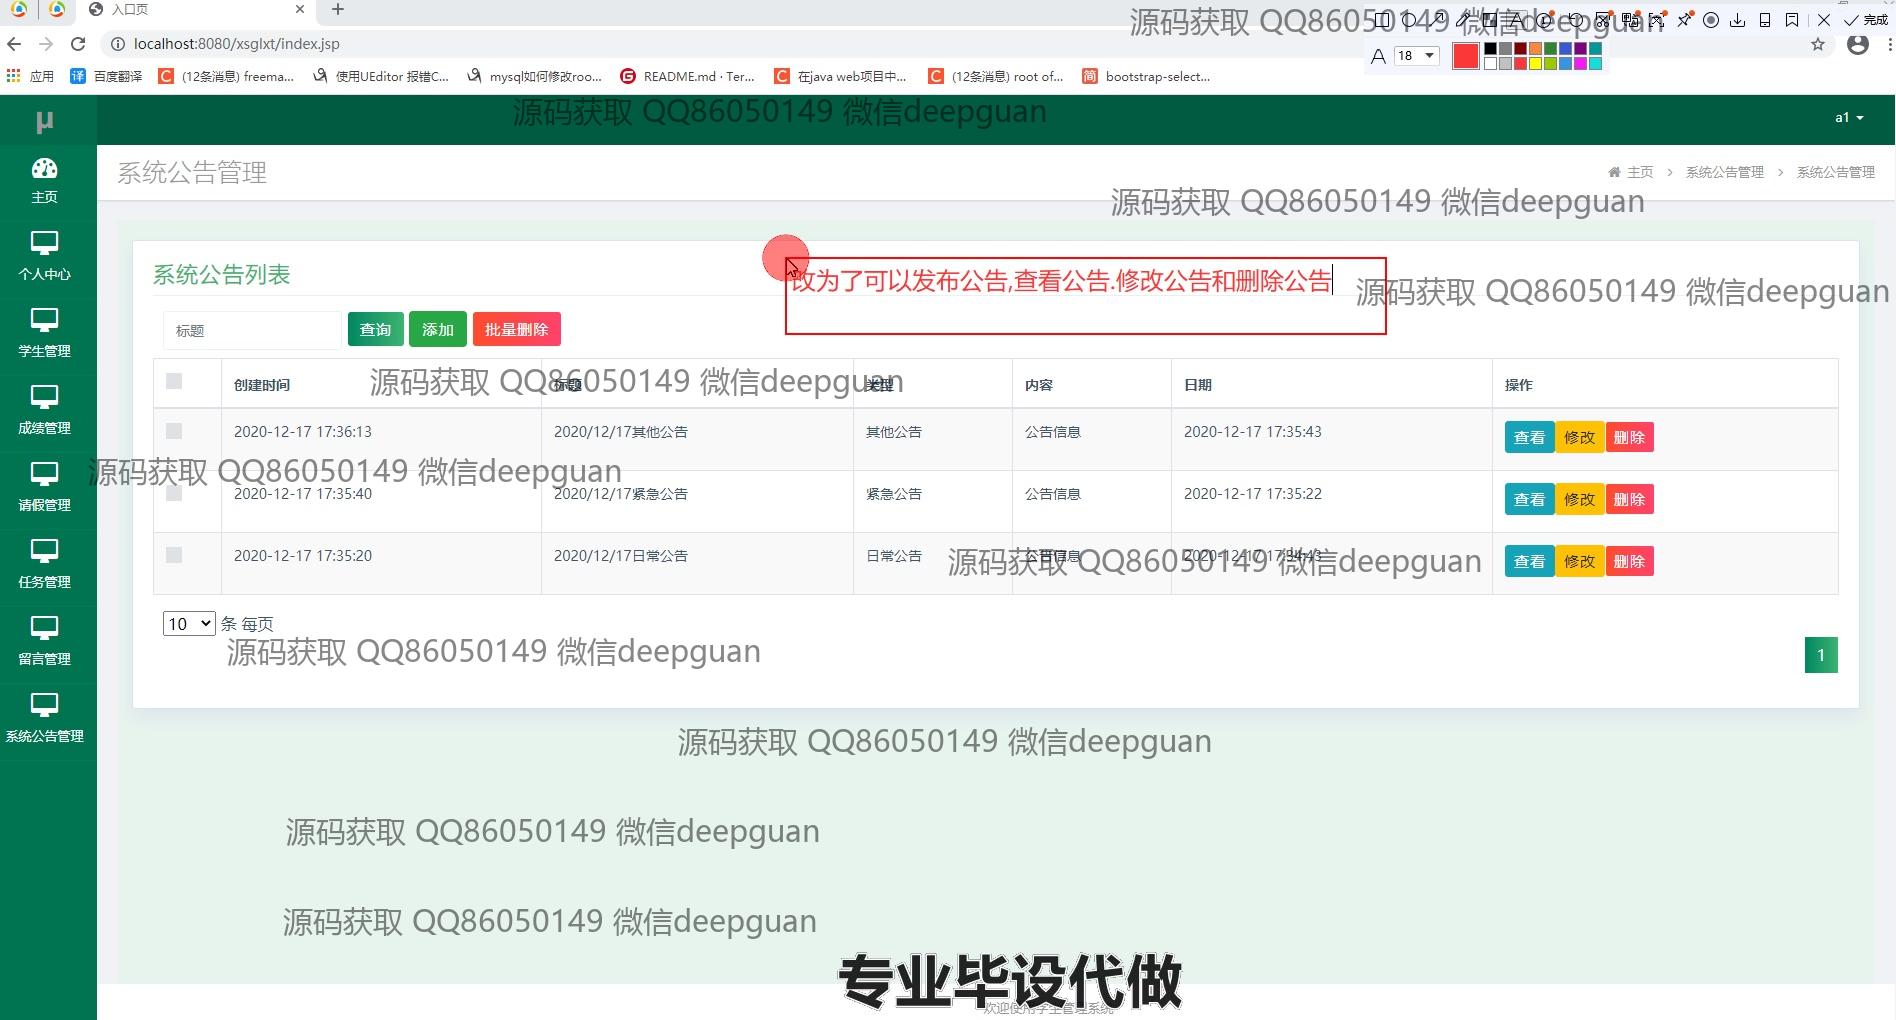 入口页
源码获取 QQ86050149 微信deepguan
完成
localhost:8080/xsglxt/index.jsp
A 18
应用 百度翻译 (12条消息) freema... 使用UEditor 报错C... mysql如何修改roo... README.md · Ter... 在java web项目中... (12条消息) root of... bootstrap-select...
源码获取 QQ86050149 微信deepguan
μ
a1
主页
系统公告管理
主页 > 系统公告管理 > 系统公告管理
源码获取 QQ86050149 微信deepguan
个人中心
系统公告列表
改为了可以发布公告,查看公告.修改公告和删除公告
源码获取 QQ86050149 微信deepguan
标题 查询 添加 批量删除
学生管理
创建时间 标题 类型 内容 日期 操作
源码获取 QQ86050149 微信deepguan
成绩管理
2020-12-17 17:36:13 2020/12/17其他公告 其他公告 公告信息 2020-12-17 17:35:43 查看 修改 删除
源码获取 QQ86050149 微信deepguan
请假管理
2020-12-17 17:35:40 2020/12/17紧急公告 紧急公告 公告信息 2020-12-17 17:35:22 查看 修改 删除
2020-12-17 17:35:20 2020/12/17日常公告 日常公告 公告信息 2020-12-17 17:34:43 查看 修改 删除
源码获取 QQ86050149 微信deepguan
任务管理
10 条 每页
源码获取 QQ86050149 微信deepguan
1
留言管理
系统公告管理
源码获取 QQ86050149 微信deepguan
源码获取 QQ86050149 微信deepguan
源码获取 QQ86050149 微信deepguan
专业毕设代做
欢迎使用学生管理系统